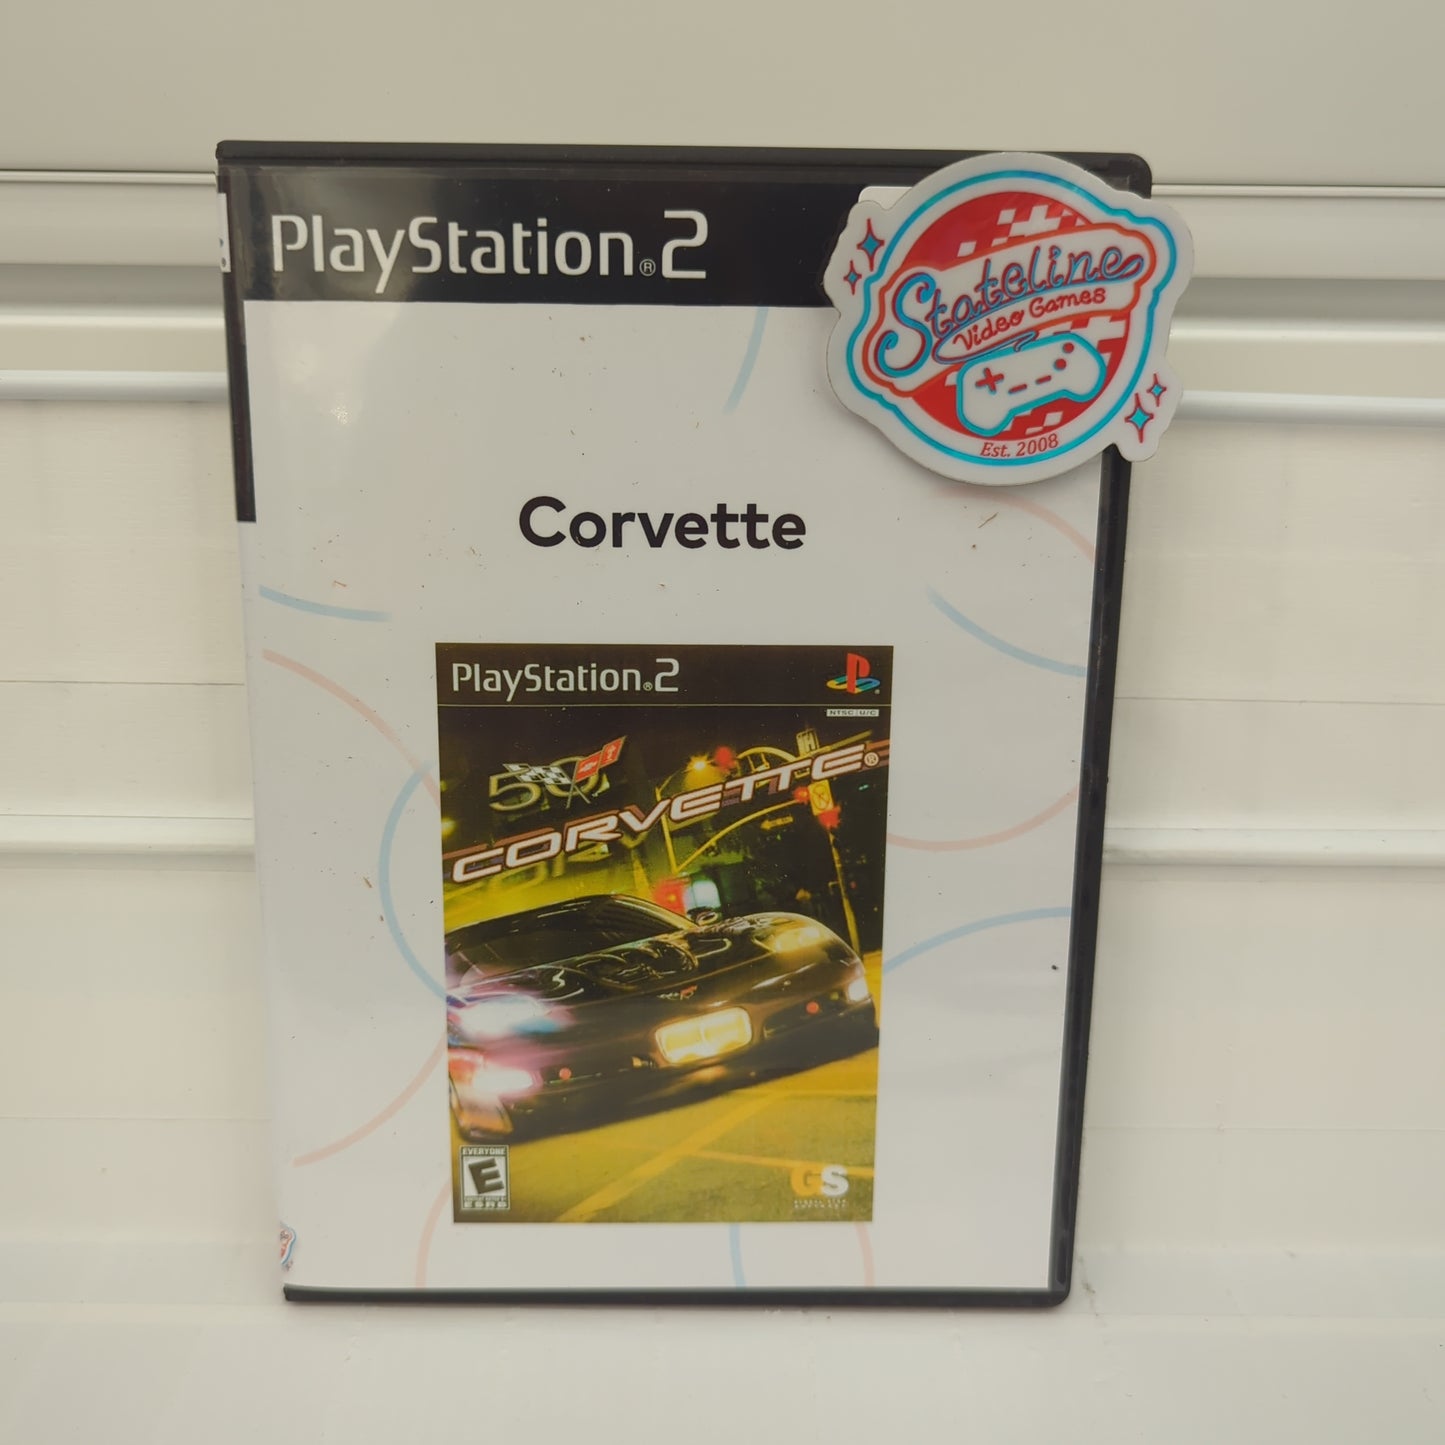 PlayStation®2
Stateline
Video Games
Est. 2008
Corvette
PlayStation®2
NTSC U/C
50
CORVETTE®
EVERYONE
E
ESRB
GS